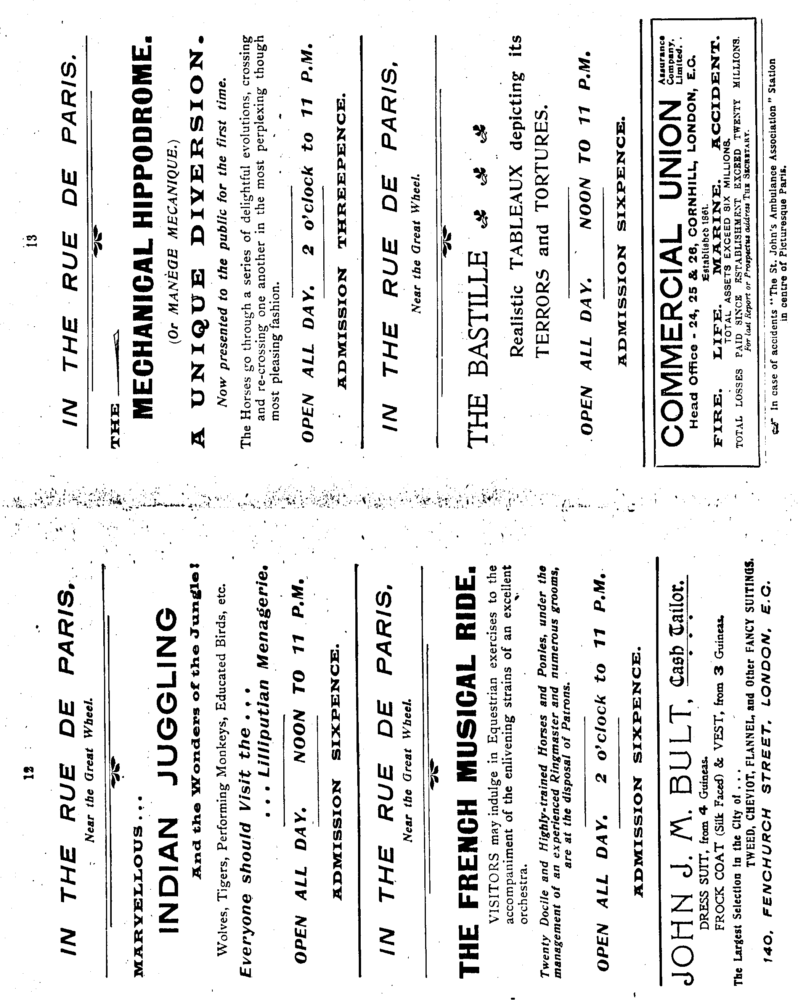 12
IN THE RUE DE PARIS.
Near the Great Wheel.
MARVELLOUS...
INDIAN JUGGLING
And the Wonders of the Jungle!
Wolves, Tigers, Performing Monkeys, Educated Birds, etc.
Everyone should Visit the...
...Lilliputian Menagerie.
OPEN ALL DAY. NOON TO 11 P.M.
ADMISSION SIXPENCE.
IN THE RUE DE PARIS.
Near the Great Wheel.
THE FRENCH MUSICAL RIDE.
VISITORS may indulge in Equestrian exercises to the
accompaniment of the enlivening strains of an excellent
orchestra.
Twenty Docile and Highly-trained Horses and Ponies, under the
management of an experienced Ringmaster and numerous grooms,
are at the disposal of Patrons.
OPEN ALL DAY. 2 o'clock to 11 P.M.
ADMISSION SIXPENCE.
JOHN J. M. BULT, Cash Tailor.
DRESS SUIT, from 4 Guineas.
FROCK COAT (Silk Faced) & VEST, from 3 Guineas.
The Largest Selection in the City of...
TWEED, CHEVIOT, FLANNEL, and Other FANCY SUITINGS.
140, FENCHURCH STREET, LONDON, E.C.
13
IN THE RUE DE PARIS.
THE
MECHANICAL HIPPODROME.
(Or MANÈGE MECANIQUE.)
A UNIQUE DIVERSION.
Now presented to the public for the first time.
The Horses go through a series of delightful evolutions, crossing
and re-crossing one another in the most perplexing though
most pleasing fashion.
OPEN ALL DAY. 2 o'clock to 11 P.M.
ADMISSION THREEPENCE.
IN THE RUE DE PARIS,
Near the Great Wheel.
THE BASTILLE
Realistic TABLEAUX depicting its
TERRORS and TORTURES.
OPEN ALL DAY. NOON TO 11 P.M.
ADMISSION SIXPENCE.
COMMERCIAL UNION Assurance
Company,
Limited.
Head Office - 24, 25 & 26, CORNHILL, LONDON, E.C.
Established 1861.
FIRE. LIFE. MARINE. ACCIDENT.
TOTAL ASSETS EXCEED SIX MILLIONS.
TOTAL LOSSES PAID SINCE ESTABLISHMENT EXCEED TWENTY MILLIONS.
For last Report or Prospectus address THE SECRETARY.
☞ In case of accidents "The St. John's Ambulance Association" Station
in centre of Picturesque Paris.